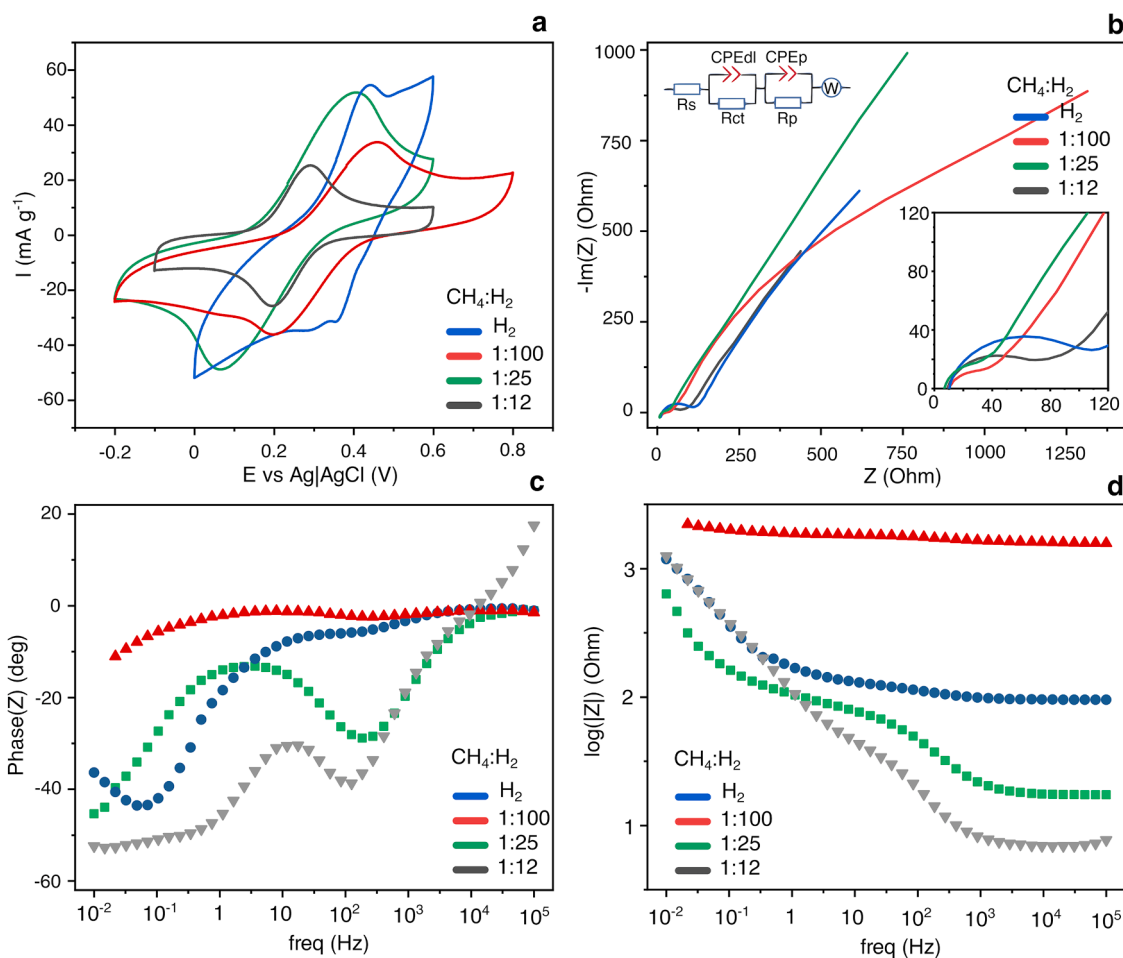 a
I (mA g⁻¹)
60
40
20
0
-20
-40
-60
-0.2
0
0.2
0.4
0.6
0.8
E vs Ag|AgCl (V)
CH₄:H₂
H₂
1:100
1:25
1:12
b
-Im(Z) (Ohm)
1000
750
500
250
0
0
250
500
750
1000
1250
Z (Ohm)
CPEdl
CPEp
Rs
Rct
Rp
W
CH₄:H₂
H₂
1:100
1:25
1:12
120
80
40
0
0
40
80
120
c
Phase(Z) (deg)
20
0
-20
-40
-60
10⁻²
10⁻¹
1
10
10²
10³
10⁴
10⁵
freq (Hz)
CH₄:H₂
H₂
1:100
1:25
1:12
d
log(|Z|) (Ohm)
3
2
1
10⁻²
10⁻¹
1
10
10²
10³
10⁴
10⁵
freq (Hz)
CH₄:H₂
H₂
1:100
1:25
1:12